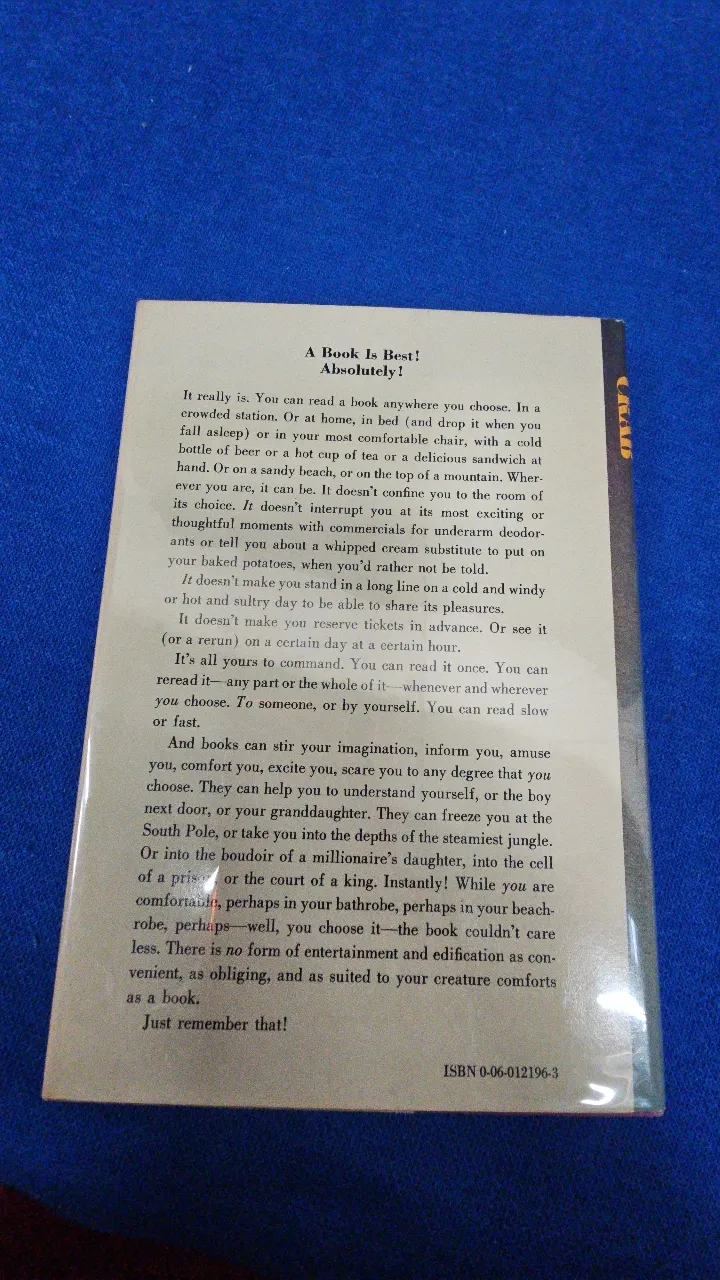 A Book Is Best!
Absolutely!
It really is. You can read a book anywhere you choose. In a
crowded station. Or at home, in bed (and drop it when you
fall asleep) or in your most comfortable chair, with a cold
bottle of beer or a hot cup of tea or a delicious sandwich at
hand. Or on a sandy beach, or on the top of a mountain. Wher-
ever you are, it can be. It doesn't confine you to the room of
its choice. It doesn't interrupt you at its most exciting or
thoughtful moments with commercials for underarm deodor-
ants or tell you about a whipped cream substitute to put on
your baked potatoes, when you'd rather not be told.
It doesn't make you stand in a long line on a cold and windy
or hot and sultry day to be able to share its pleasures.
It doesn't make you reserve tickets in advance. Or see it
(or a rerun) on a certain day at a certain hour.
It's all yours to command. You can read it once. You can
reread it—any part or the whole of it—whenever and wherever
you choose. To someone, or by yourself. You can read slow
or fast.
And books can stir your imagination, inform you, amuse
you, comfort you, excite you, scare you to any degree that you
choose. They can help you to understand yourself, or the boy
next door, or your granddaughter. They can freeze you at the
South Pole, or take you into the depths of the steamiest jungle.
Or into the boudoir of a millionaire's daughter, into the cell
of a or the court of a king. Instantly! While you are
comfortable, perhaps in your bathrobe, perhaps in your beach-
robe, perhaps—well, you choose it—the book couldn't care
less. There is no form of entertainment and edification as con-
venient, as obliging, and as suited to your creature comforts
as a book.
Just remember that!
ISBN 0-06-012196-3